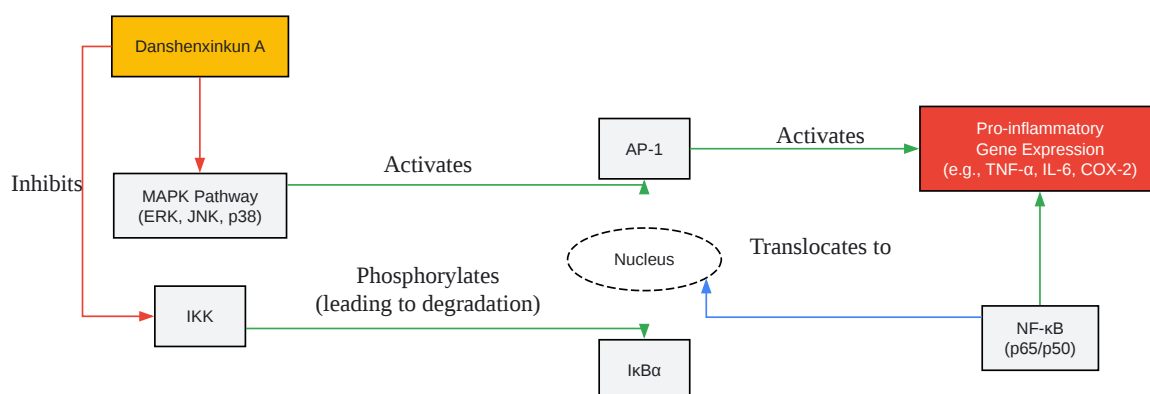 Danshenxinkun A
Inhibits
MAPK Pathway
(ERK, JNK, p38)
Activates
AP-1
Activates
Pro-inflammatory
Gene Expression
(e.g., TNF-α, IL-6, COX-2)
Nucleus
Translocates to
IKK
Phosphorylates
(leading to degradation)
IκBα
NF-κB
(p65/p50)